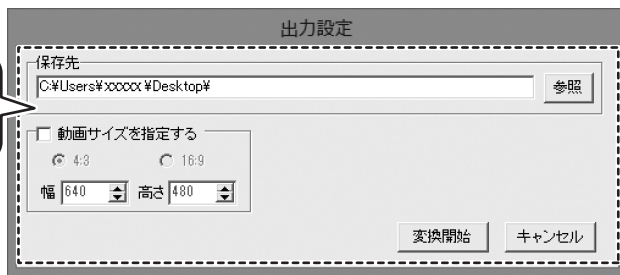 出力設定
保存先
C:¥Users¥xxxxx¥Desktop¥ 参照
動画サイズを指定する
4:3 16:9
幅 640 高さ 480
変換開始 キャンセル